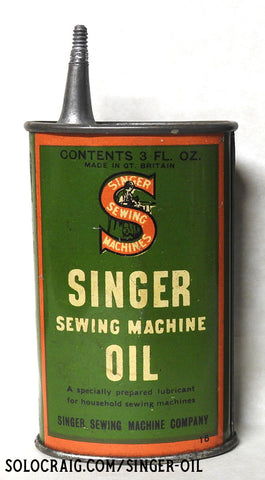 CONTENTS 3 FL. OZ.
MADE IN GT. BRITAIN
SINGER
SEWING
MACHINES
SINGER
SEWING MACHINE
OIL
A specially prepared lubricant
for household sewing machines
SINGER SEWING MACHINE COMPANY
16
SOLOCRAIG.COM/SINGER-OIL